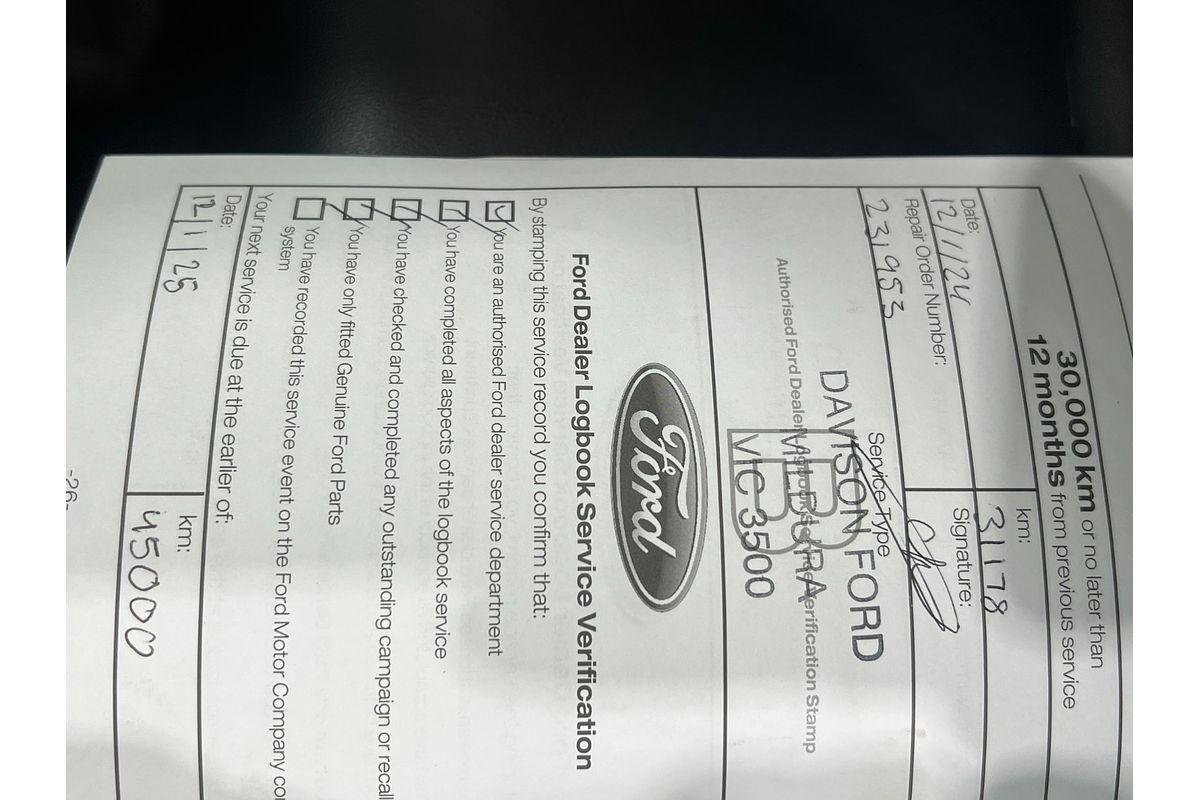 30,000 km or no later than
12 months from previous service
Date:
12/1/24
km:
31178
Repair Order Number:
231953
Signature:
Service Type
DAVISON FORD
MILDURA
VIC 3500
Authorised Ford Dealer Logbook Service Verification Stamp
Ford
Ford Dealer Logbook Service Verification
By stamping this service record you confirm that:
You are an authorised Ford dealer service department
You have completed all aspects of the logbook service
You have checked and completed any outstanding campaign or recall
You have only fitted Genuine Ford Parts
You have recorded this service event on the Ford Motor Company
system
Your next service is due at the earlier of:
Date:
12/1/25
km:
45000
-26-